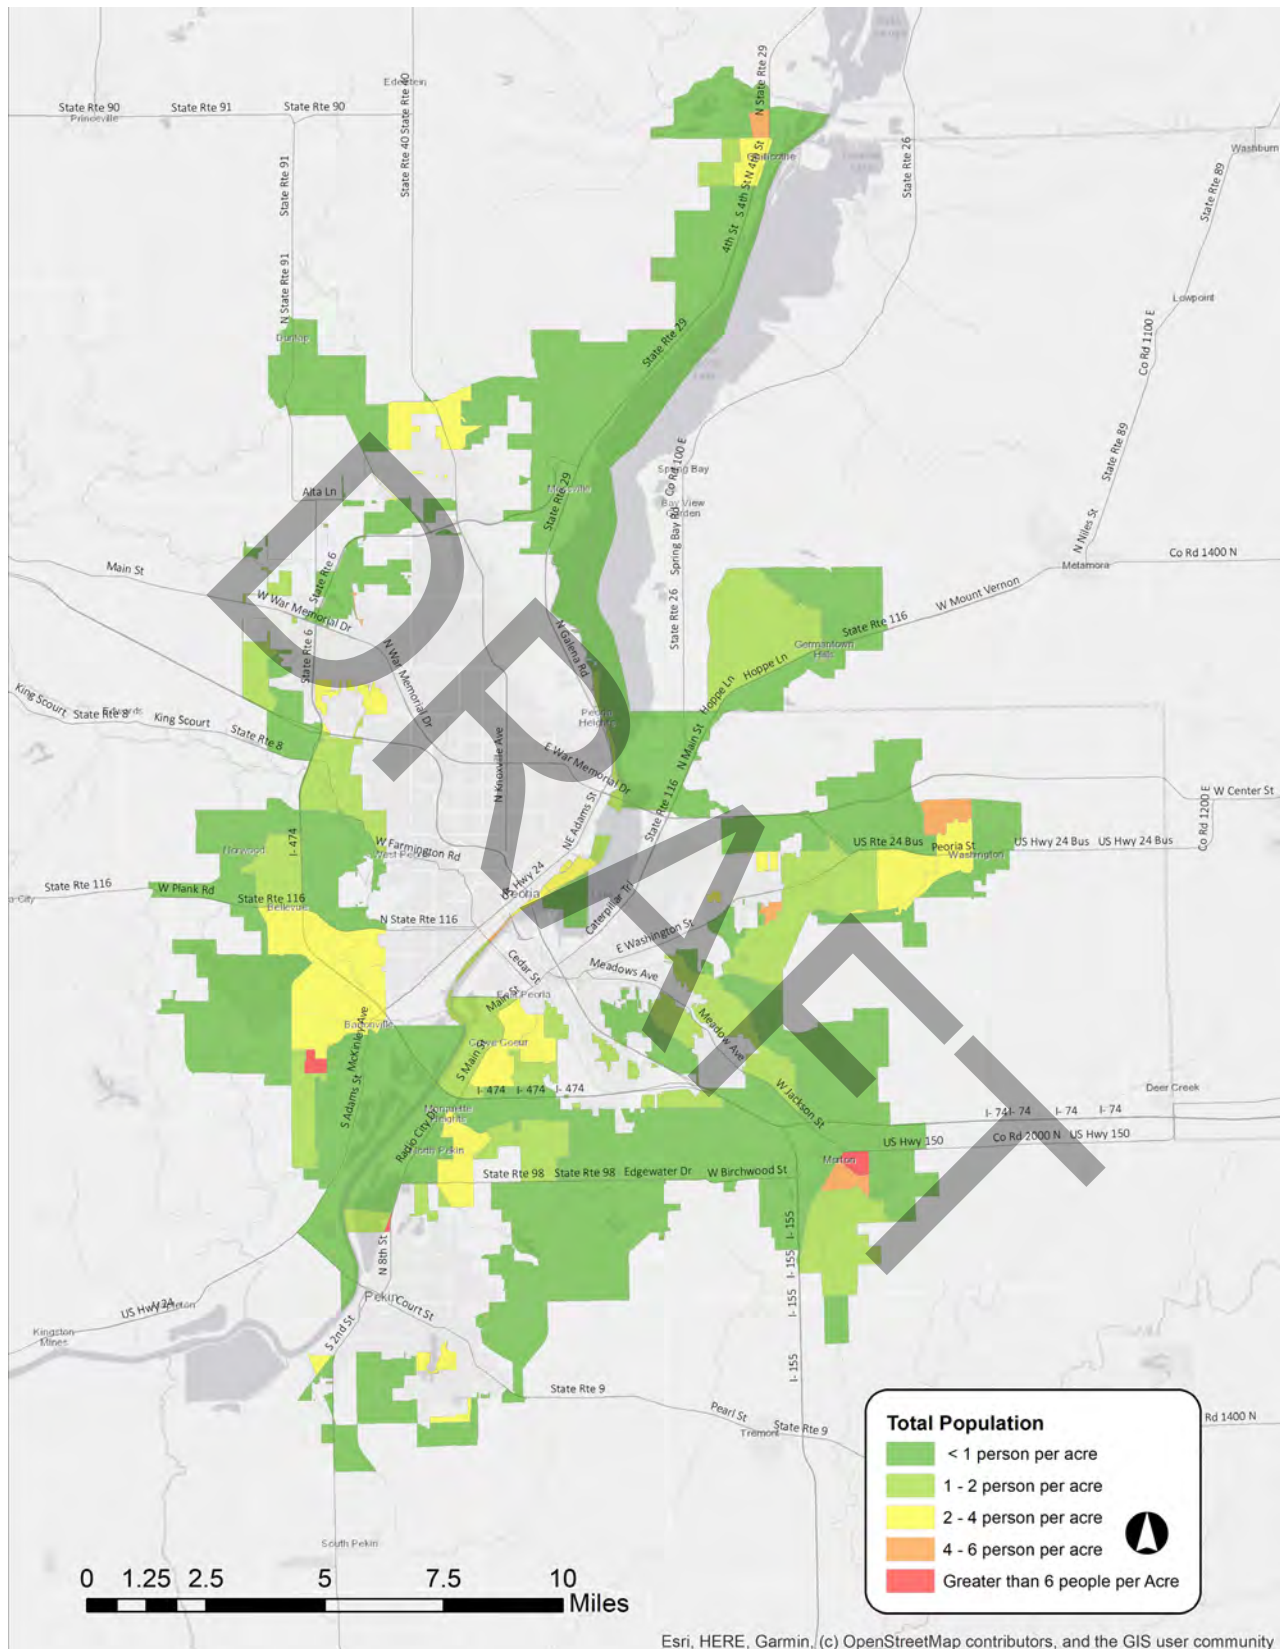 N State Rte 29
Edelstein
State Rte 90
State Rte 91
State Rte 90
Princeville
State Rte 40 State Rte 40
State Rte 26
Washburn
State Rte 89
State Rte 91
Chillicothe
S 4th St N 4th St
4th St
N State Rte 91
Lowpoint
Dunlap
State Rte 29
Co Rd 1100 E
State Rte 89
Spring Bay
Co Rd 100 E
Bay View
Garden
Mossville
State Rte 29
Alta Ln
N Niles St
Co Rd 1400 N
Metamora
Main St
State Rte 6
Spring Bay Rd
W Mount Vernon
W War Memorial Dr
State Rte 26
State Rte 116
N Galena Rd
Germantown
Hills
State Rte 6
N War Memorial Dr
Hoppe Ln
Hoppe Ln
King Scourt
State Rte 8
Edwards
King Scourt
State Rte 8
Peoria
Heights
N Main St
E War Memorial Dr
N Knoxville Ave
W Center St
Co Rd 1200 E
NE Adams St
State Rte 116
I- 474
W Farmington Rd
West Peoria
Norwood
US Rte 24 Bus
Peoria St
US Hwy 24 Bus
US Hwy 24 Bus
Washington
US Hwy 24
State Rte 116
W Plank Rd
State Rte 116
Peoria
Caterpillar Trl
Bellevue
N State Rte 116
E Washington St
Cedar St
Meadows Ave
Main St
East Peoria
Bartonville
S Adams St McKinley Ave
Meadow Ave
Creve Coeur
S Main St
I- 474
I- 474
I- 474
W Jackson St
Deer Creek
Marquette
Heights
I- 74
I- 74
I- 74
I- 74
Radio City Dr
North Pekin
US Hwy 150
Co Rd 2000 N
US Hwy 150
Morton
State Rte 98
State Rte 98
Edgewater Dr
W Birchwood St
I- 155
N 8th St
I- 155
Pekin
Court St
I- 155
US Hwy 24
Mapleton
Kingston
Mines
S 2nd St
I- 155
State Rte 9
Pearl St
State Rte 9
Tremont
Rd 1400 N
South Pekin
DRAFT
Total Population
< 1 person per acre
1 - 2 person per acre
2 - 4 person per acre
4 - 6 person per acre
Greater than 6 people per Acre
0 1.25 2.5 5 7.5 10
Miles
Esri, HERE, Garmin, (c) OpenStreetMap contributors, and the GIS user community